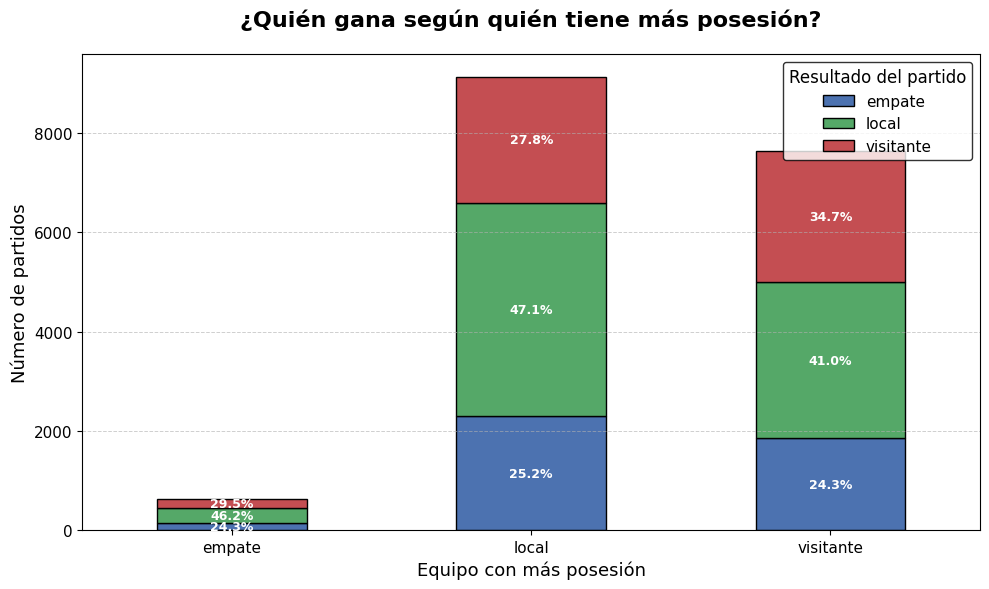 ¿Quién gana según quién tiene más posesión?
Resultado del partido
empate
local
visitante
Número de partidos
8000
6000
4000
2000
0
29.5%
46.2%
24.3%
27.8%
47.1%
25.2%
34.7%
41.0%
24.3%
empate
local
visitante
Equipo con más posesión